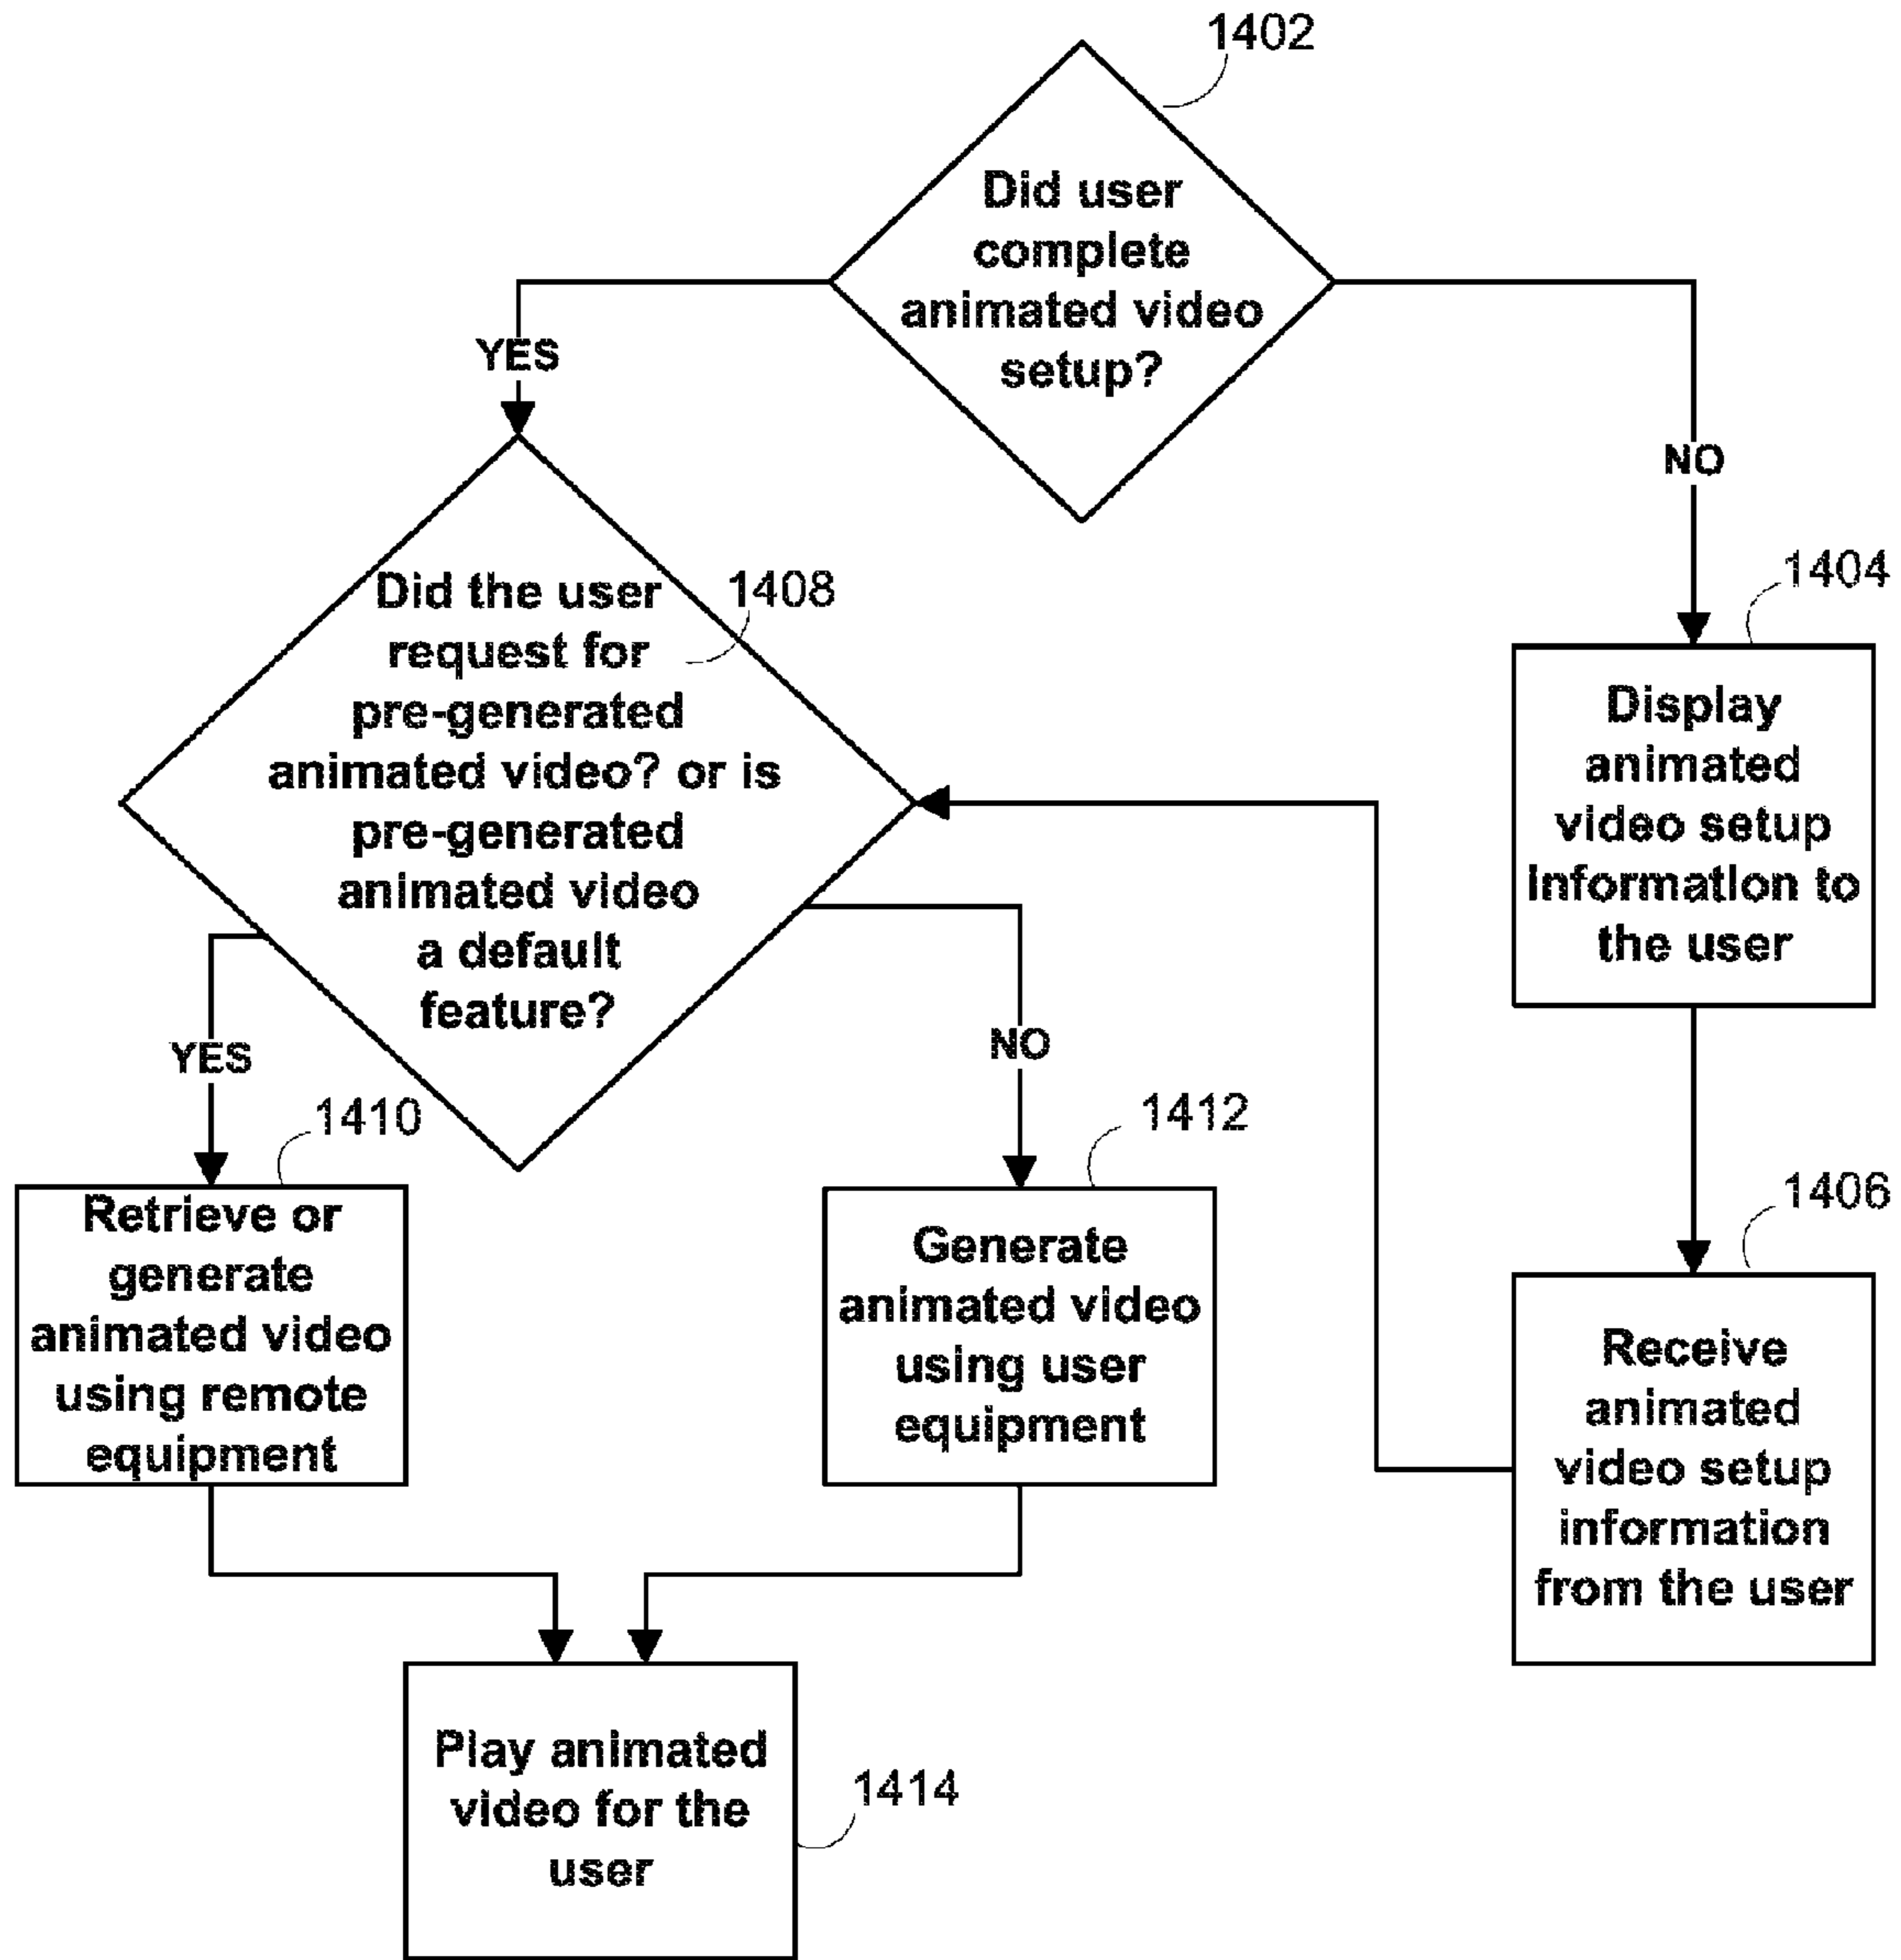 1402
Did user
complete
animated video
setup?
YES
NO
1408
Did the user
request for
pre-generated
animated video? or is
pre-generated
animated video
a default
feature?
1404
Display
animated
video setup
Information to
the user
YES
NO
1410
Retrieve or
generate
animated video
using remote
equipment
1412
Generate
animated video
using user
equipment
1406
Receive
animated
video setup
information
from the user
Play animated
video for the
user
1414